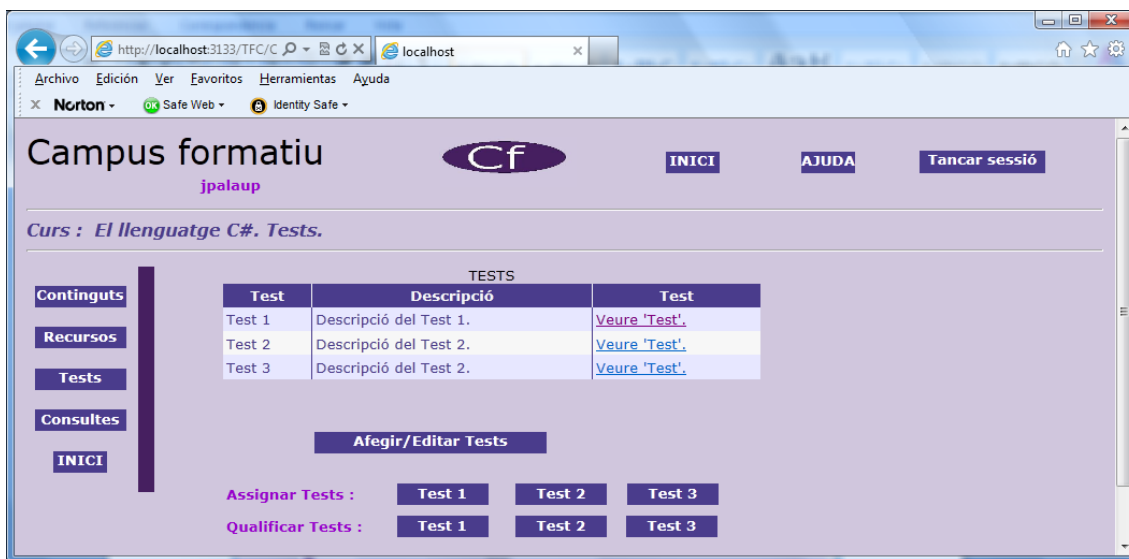 http://localhost:3133/TFC/C
localhost
Archivo Edición Ver Favoritos Herramientas Ayuda
x Norton OK Safe Web Identity Safe
Campus formatiu
Cf
INICI
AJUDA
Tancar sessió
jpalaup
Curs : El llenguatge C#. Tests.
Continguts
Recursos
Tests
Consultes
INICI
TESTS
Test Descripció Test
Test 1 Descripció del Test 1. Veure 'Test'.
Test 2 Descripció del Test 2. Veure 'Test'.
Test 3 Descripció del Test 2. Veure 'Test'.
Afegir/Editar Tests
Assignar Tests : Test 1 Test 2 Test 3
Qualificar Tests : Test 1 Test 2 Test 3